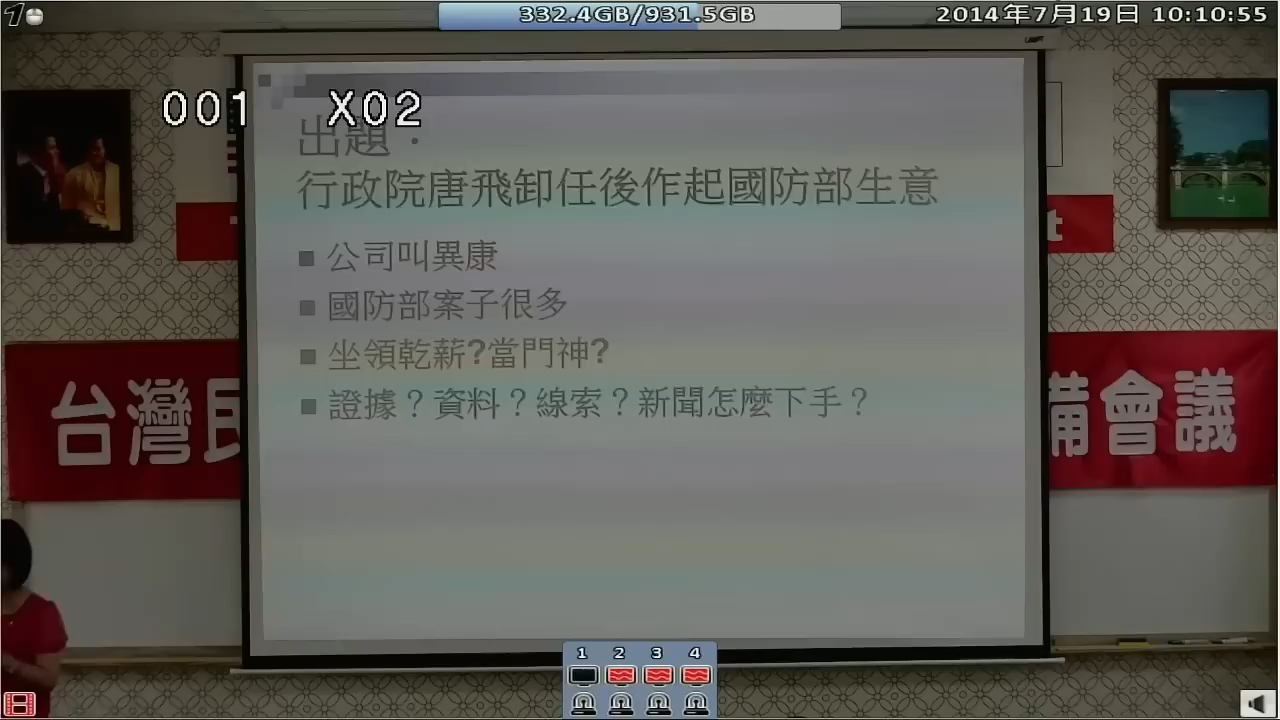 332.4GB/931.5GB
2014年7月19日 10:10:55
001 X02
出題：
行政院唐飛卸任後作起國防部生意
公司叫異康
國防部案子很多
坐領乾薪?當門神?
證據？資料？線索？新聞怎麼下手？
t
台灣民
備會議
1 2 3 4